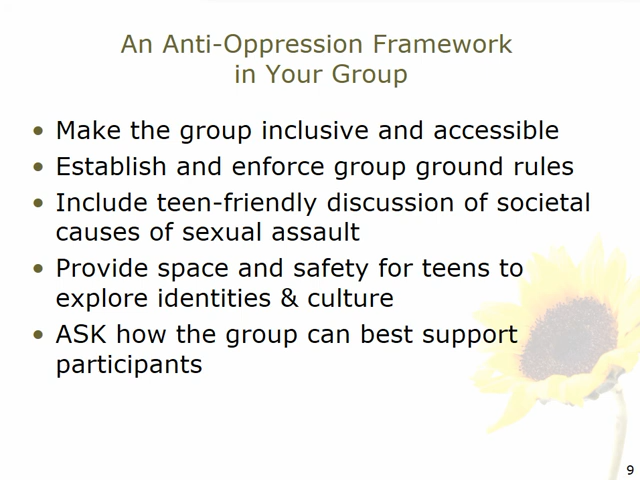 An Anti-Oppression Framework
in Your Group
• Make the group inclusive and accessible
• Establish and enforce group ground rules
• Include teen-friendly discussion of societal
causes of sexual assault
• Provide space and safety for teens to
explore identities & culture
• ASK how the group can best support
participants
9